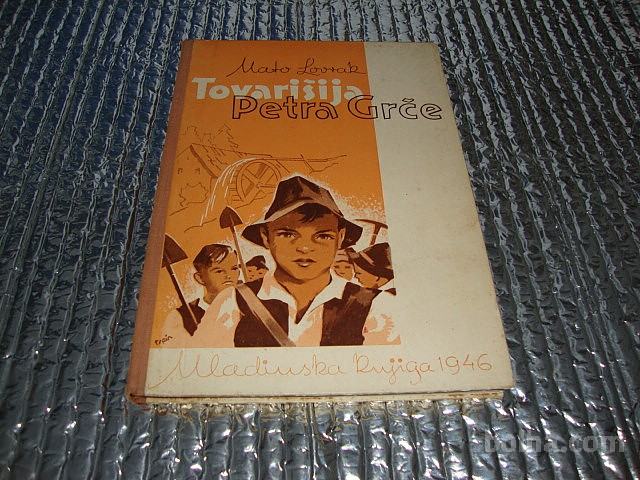 Mato Lovrak
Tovarišija
Petra Grče
Mladinska knjiga 1946
bolha.com